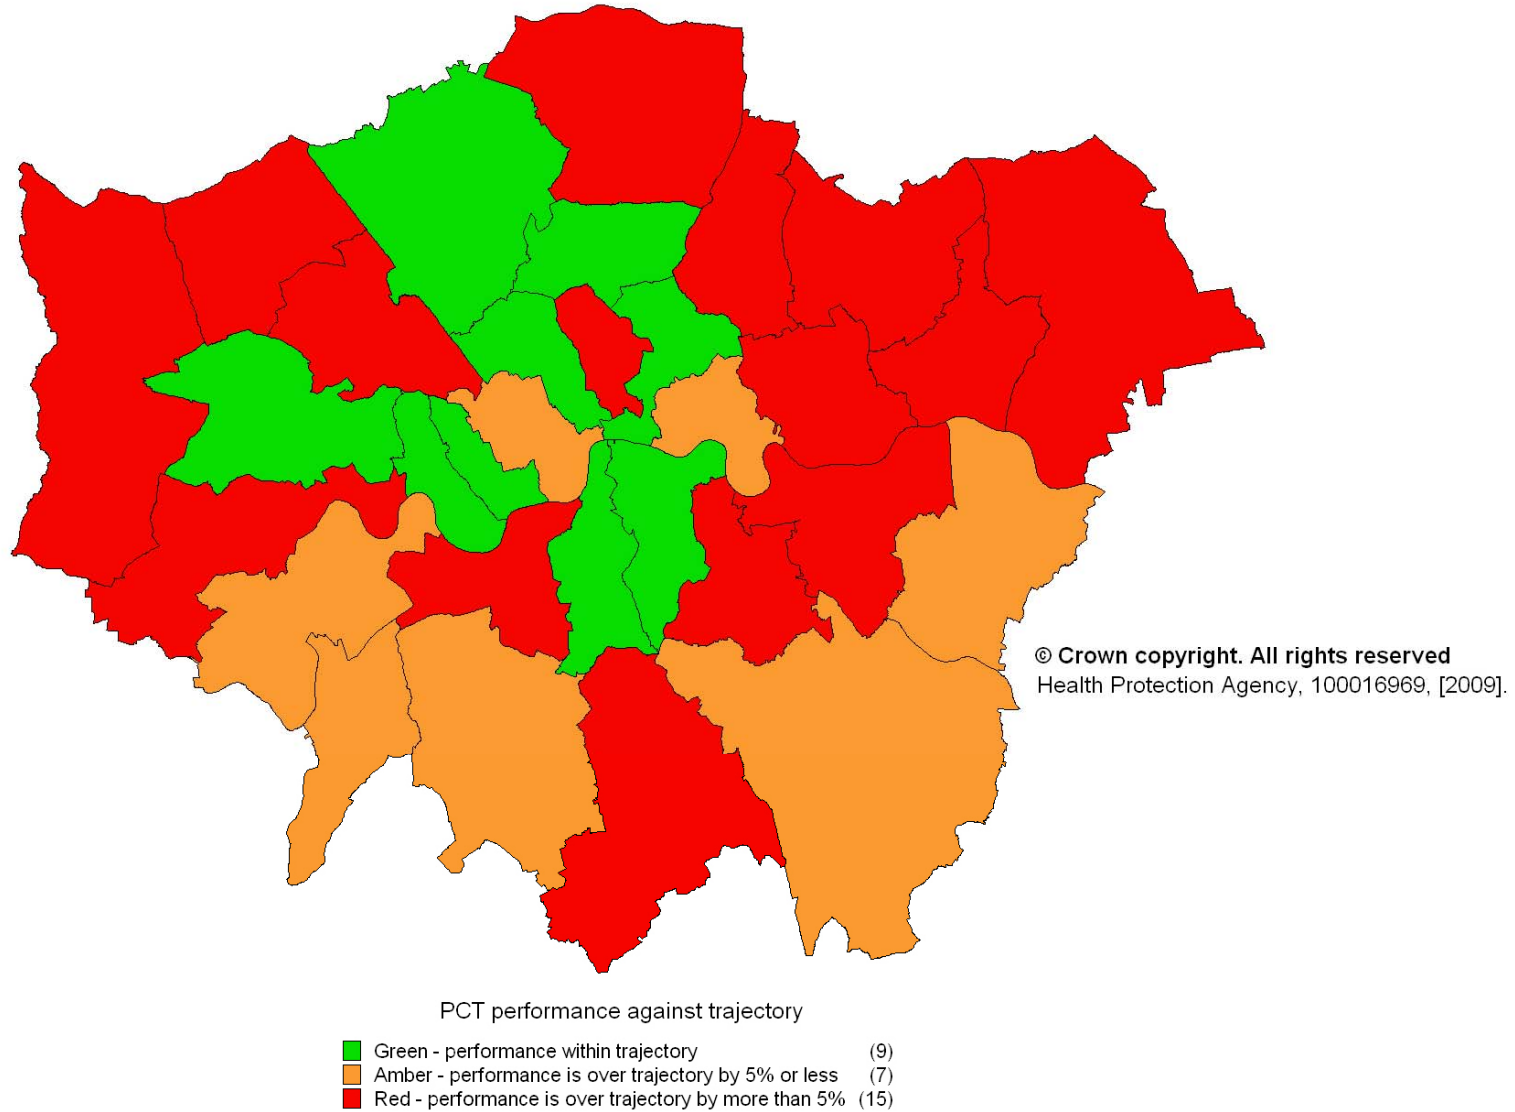 © Crown copyright. All rights reserved
Health Protection Agency, 100016969, [2009].
PCT performance against trajectory
Green - performance within trajectory (9)
Amber - performance is over trajectory by 5% or less (7)
Red - performance is over trajectory by more than 5% (15)